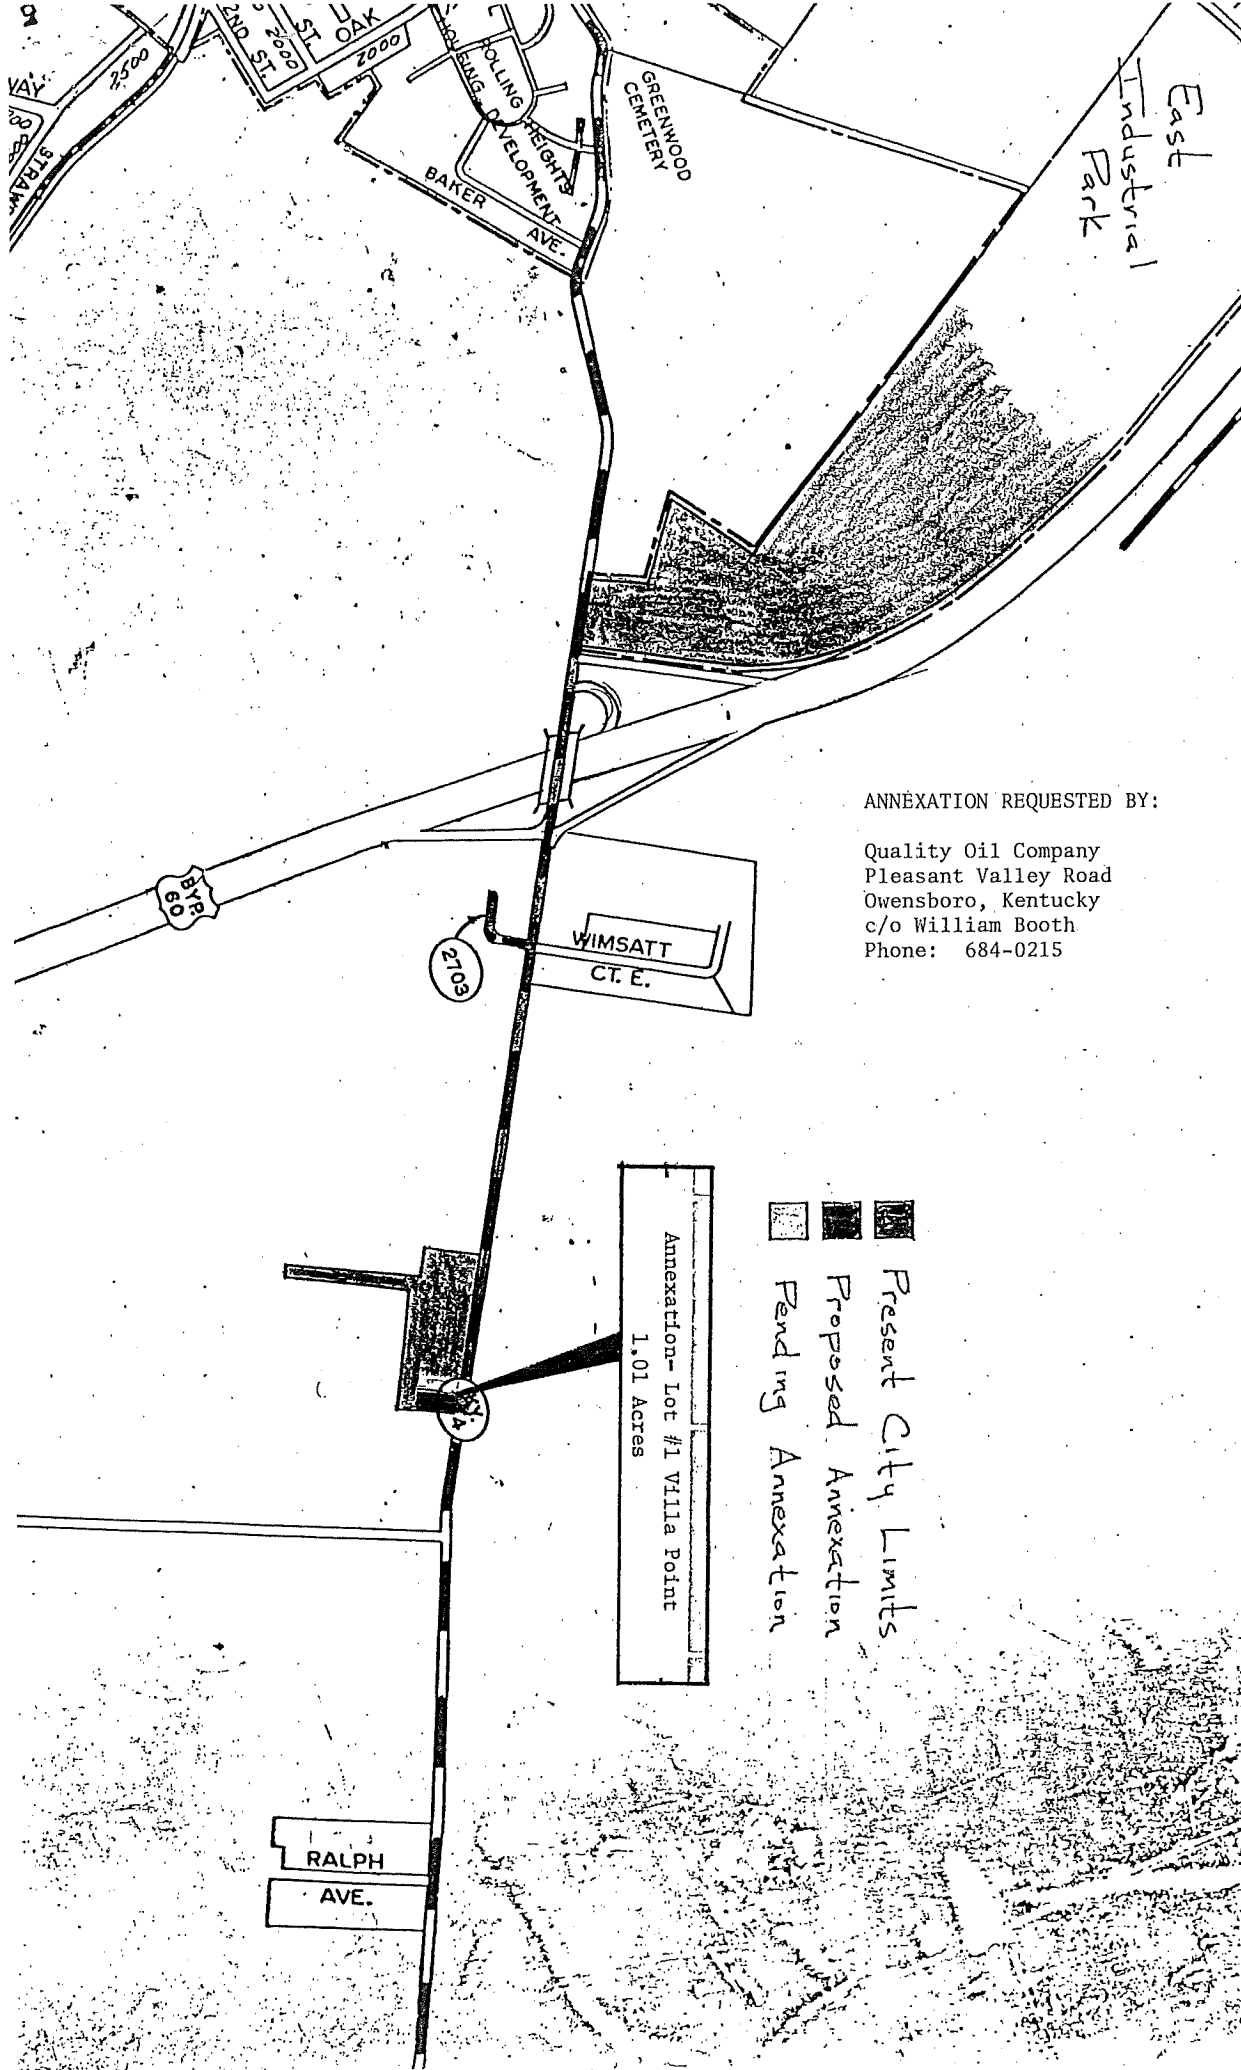 East
Industrial
Park
2ND ST.
2000
ST.
OAK
2000
2500
ROLLING
HEIGHTS
HOUSING DEVELOPMENT
BAKER
AVE.
GREENWOOD
CEMETERY
BYP.
60
2703
WIMSATT
CT. E.
ANNEXATION REQUESTED BY:
Quality Oil Company
Pleasant Valley Road
Owensboro, Kentucky
c/o William Booth
Phone: 684-0215
Present City Limits
Proposed Annexation
Pending Annexation
Annexation- Lot #1 Villa Point
1.01 Acres
RALPH
AVE.